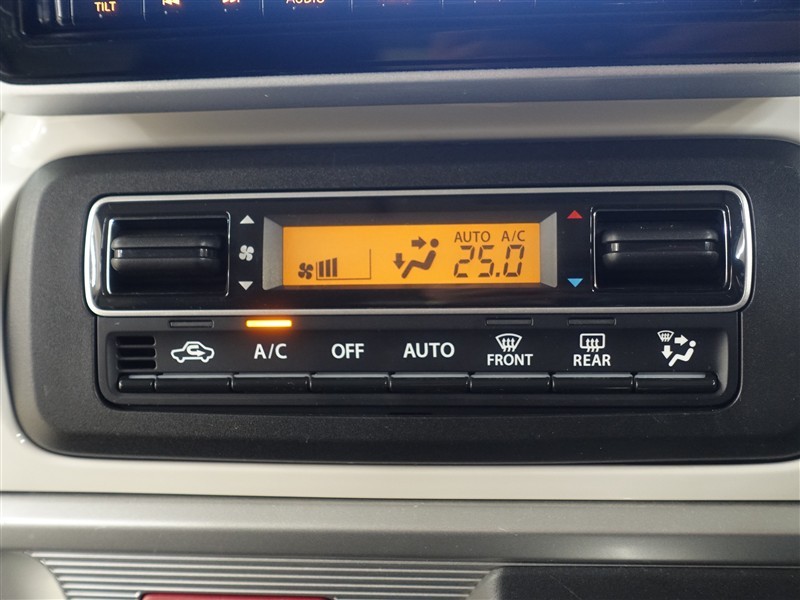 TILT AUDIO
AUTO A/C
25.0
A/C OFF AUTO FRONT REAR